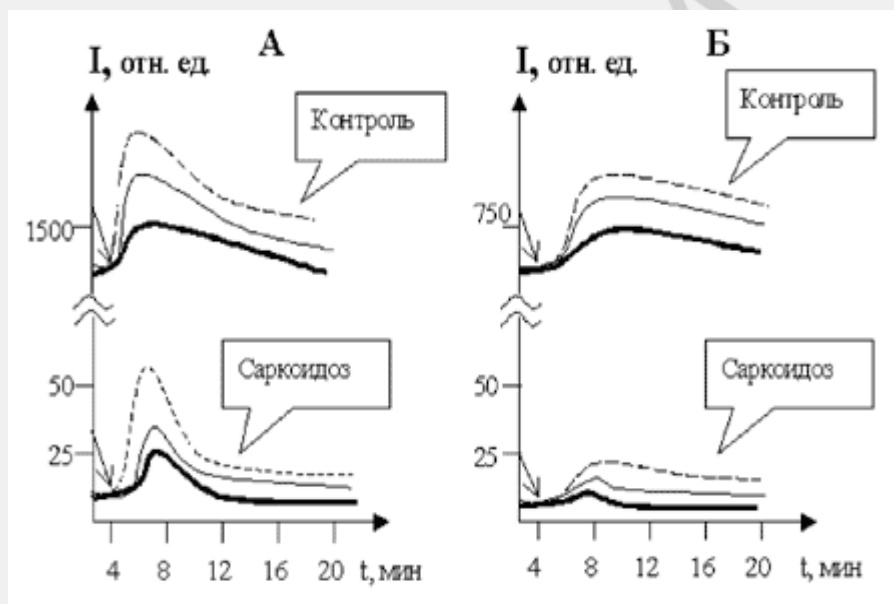 А
I, отн. ед.
Контроль
1500
Саркоидоз
50
25
4 8 12 16 20 t, мин
Б
I, отн. ед.
Контроль
750
Саркоидоз
50
25
4 8 12 16 20 t, мин